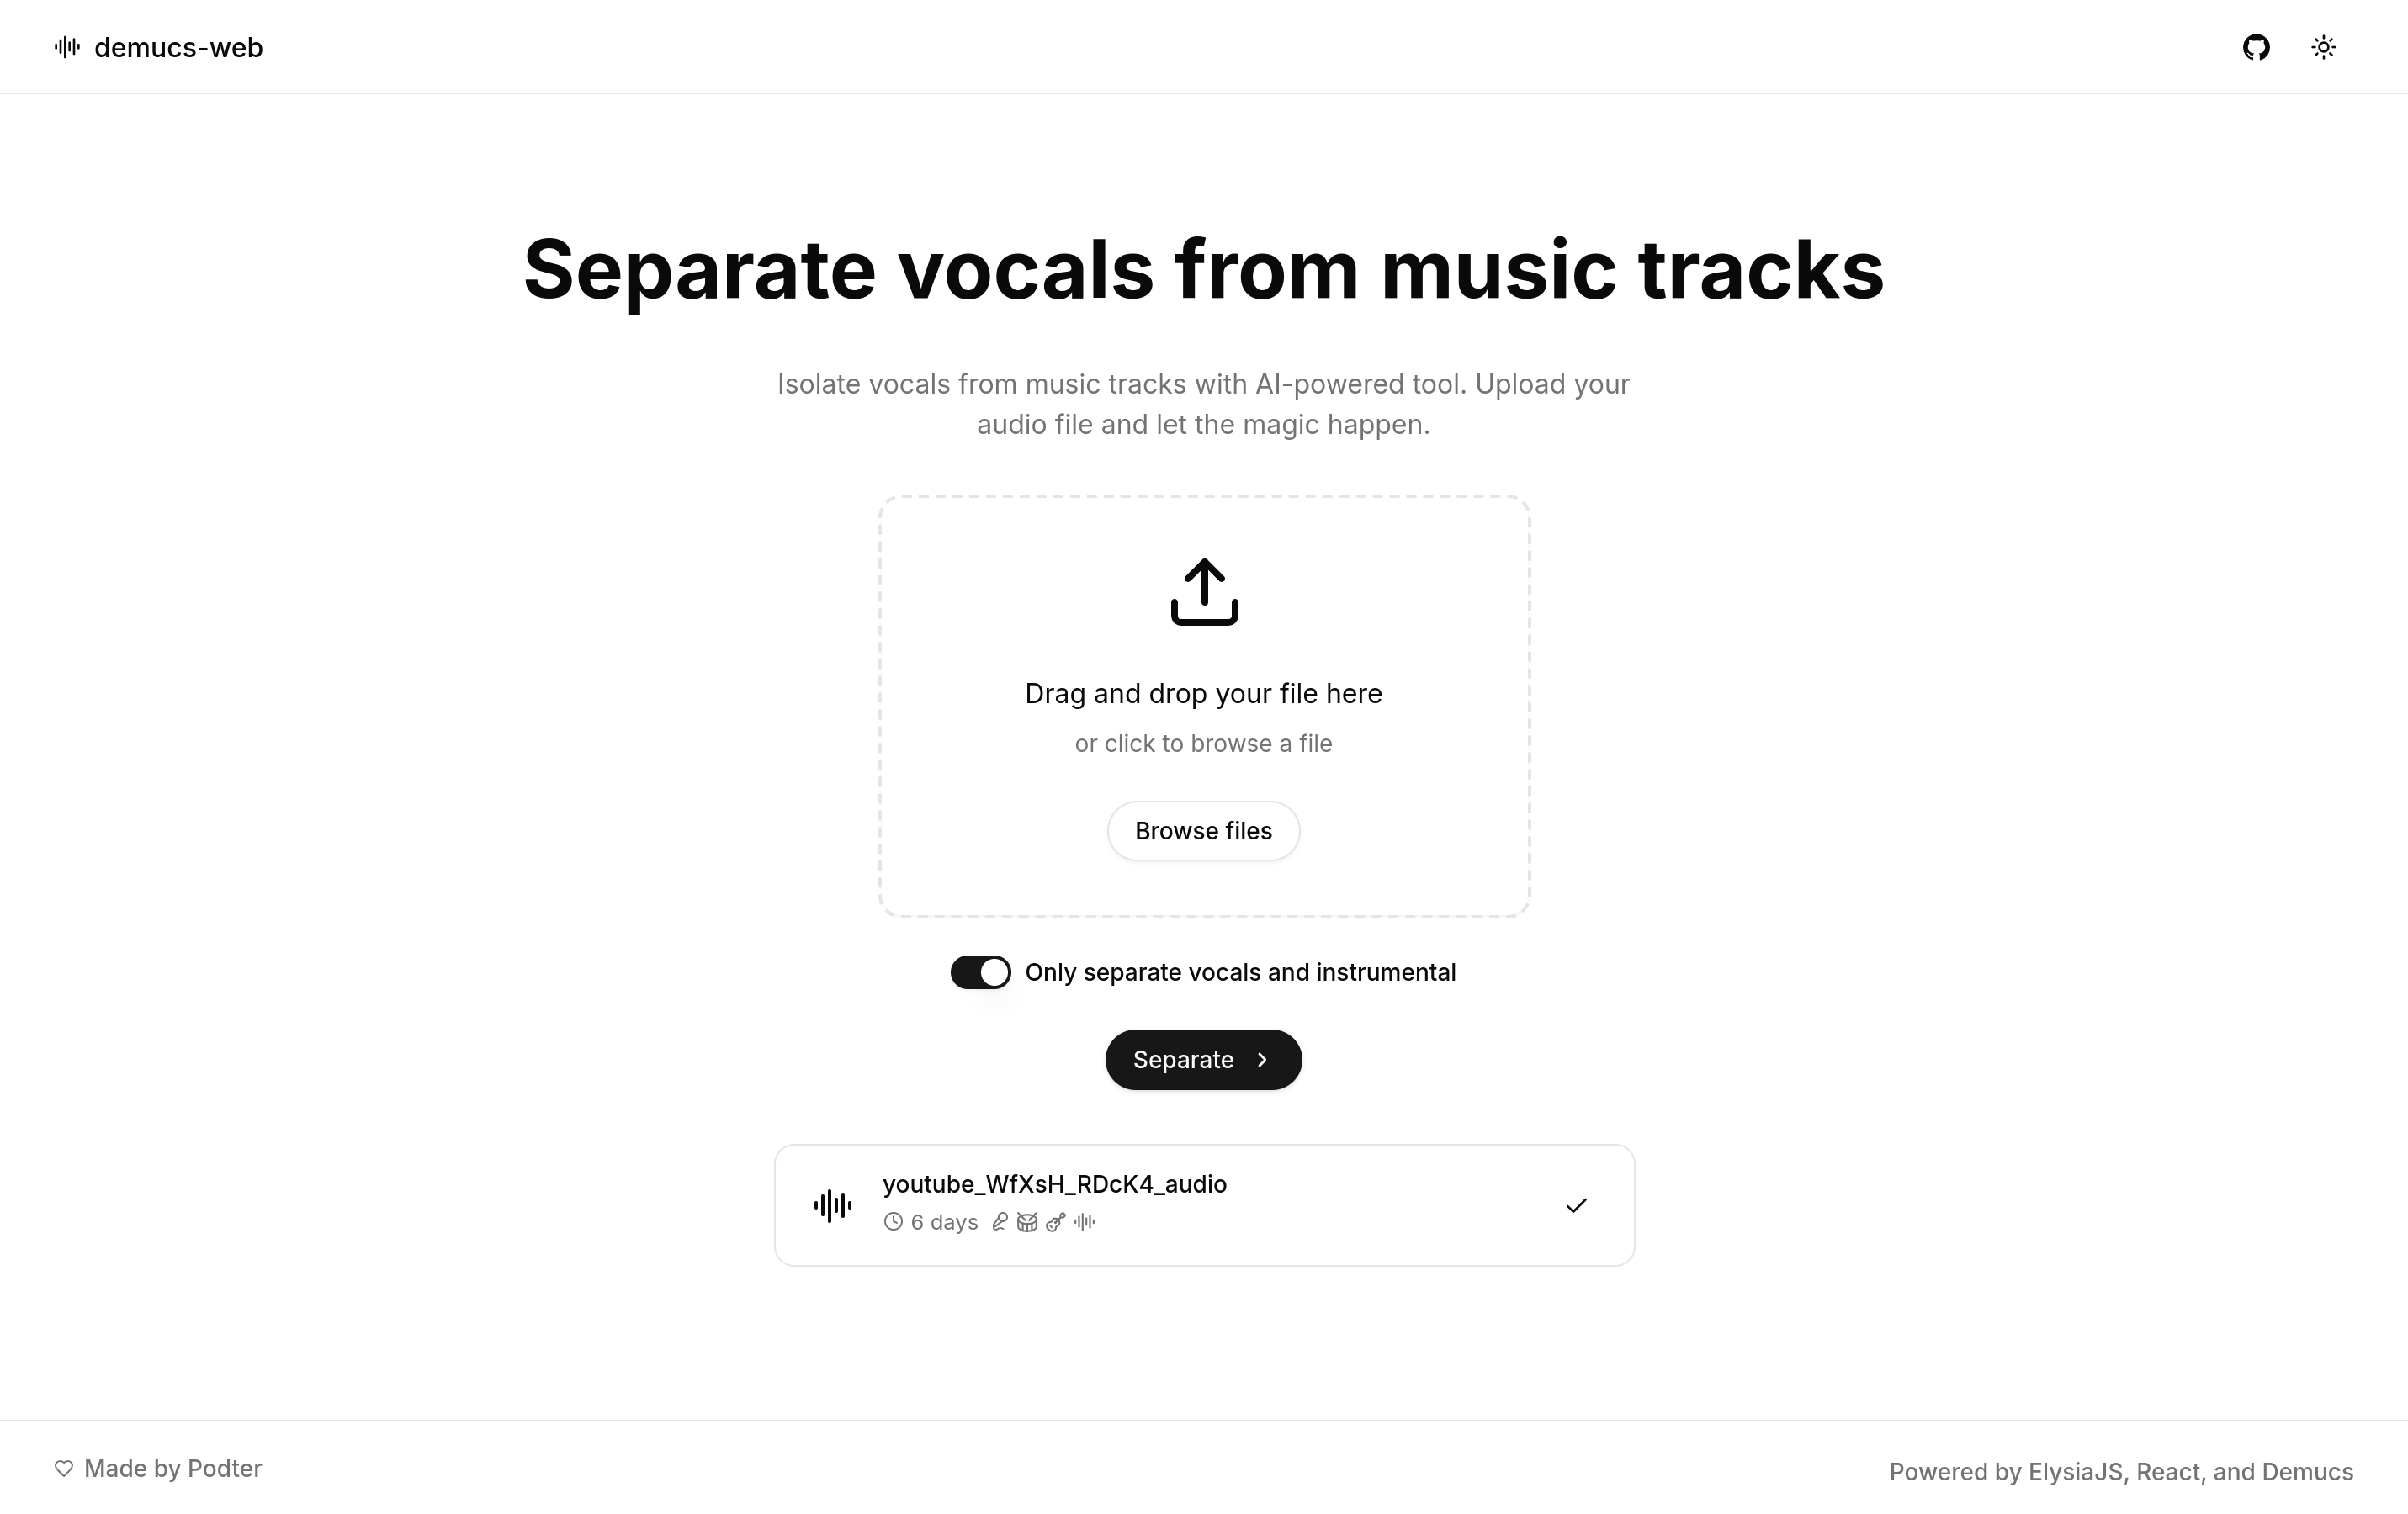 demucs-web
Separate vocals from music tracks
Isolate vocals from music tracks with AI-powered tool. Upload your
audio file and let the magic happen.
Drag and drop your file here
or click to browse a file
Browse files
Only separate vocals and instrumental
Separate
youtube_WfXsH_RDcK4_audio
6 days
Made by Podter
Powered by ElysiaJS, React, and Demucs